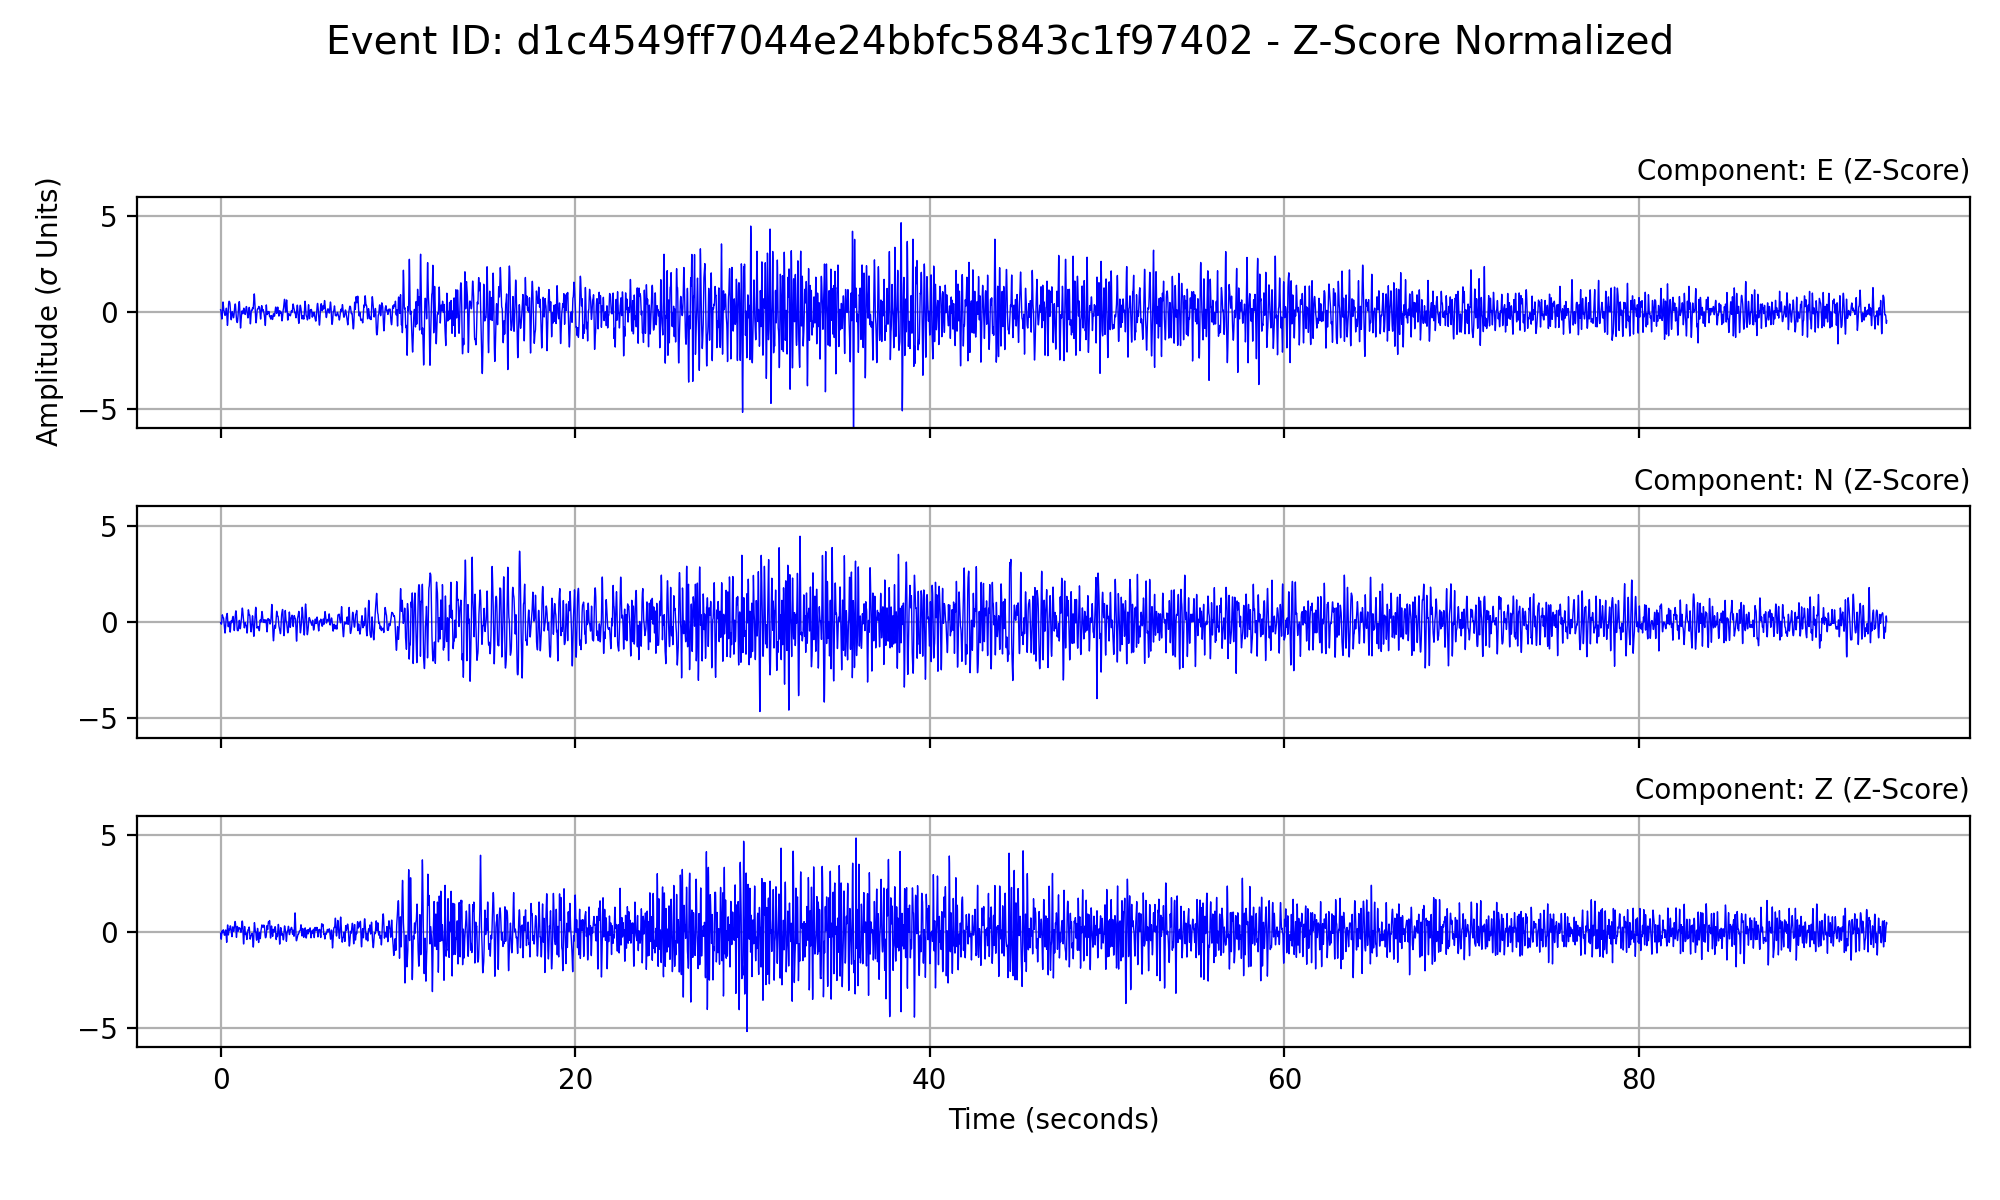 Event ID: d1c4549ff7044e24bbfc5843c1f97402 - Z-Score Normalized
Component: E (Z-Score)
Amplitude (σ Units)
5
0
−5
Component: N (Z-Score)
5
0
−5
Component: Z (Z-Score)
5
0
−5
0 20 40 60 80
Time (seconds)